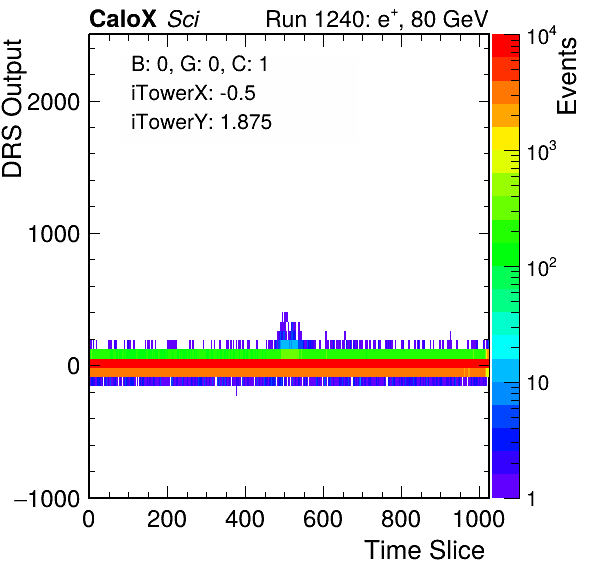 CaloX Sci Run 1240: e⁺, 80 GeV
B: 0, G: 0, C: 1
iTowerX: -0.5
iTowerY: 1.875
DRS Output
2000
1000
0
−1000
0 200 400 600 800 1000
Time Slice
Events
10⁴
10³
10²
10
1